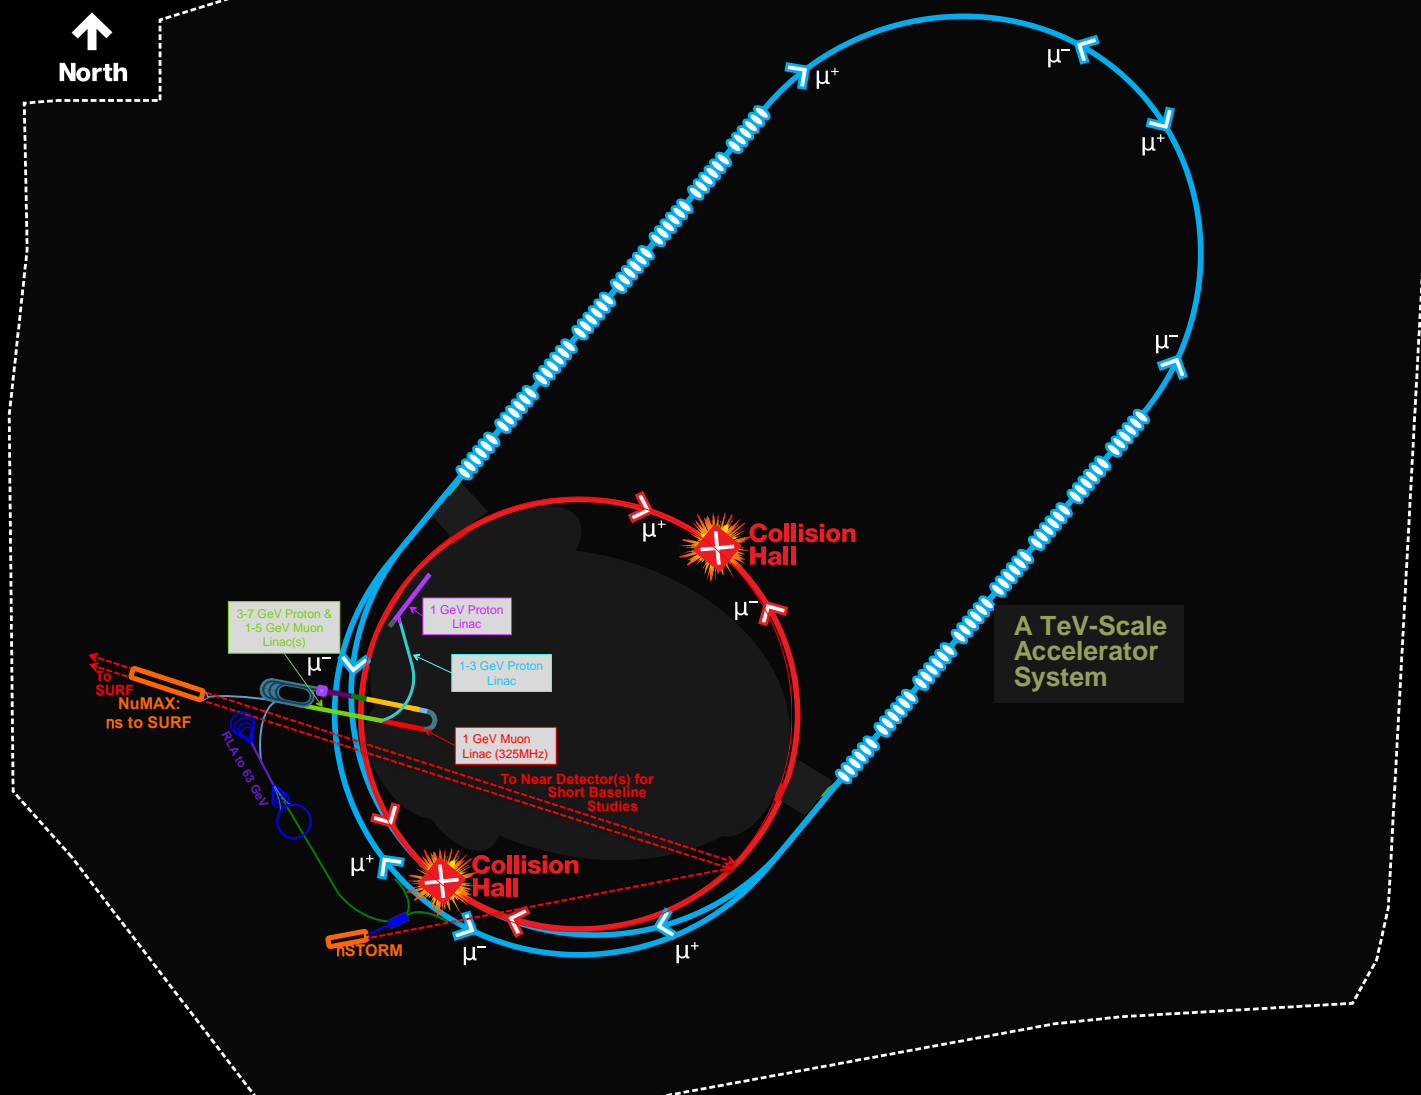 North
μ⁺
μ⁻
μ⁺
μ⁻
μ⁺
Collision
Hall
μ⁻
3-7 GeV Proton &
1-5 GeV Muon
Linac(s)
1 GeV Proton
Linac
A TeV-Scale
Accelerator
System
μ⁻
1-3 GeV Proton
Linac
To
SURF
NuMAX:
ns to SURF
1 GeV Muon
Linac (325MHz)
RLA to 63 GeV
To Near Detector(s) for
Short Baseline
Studies
μ⁺
Collision
Hall
nSTORM
μ⁻
μ⁺